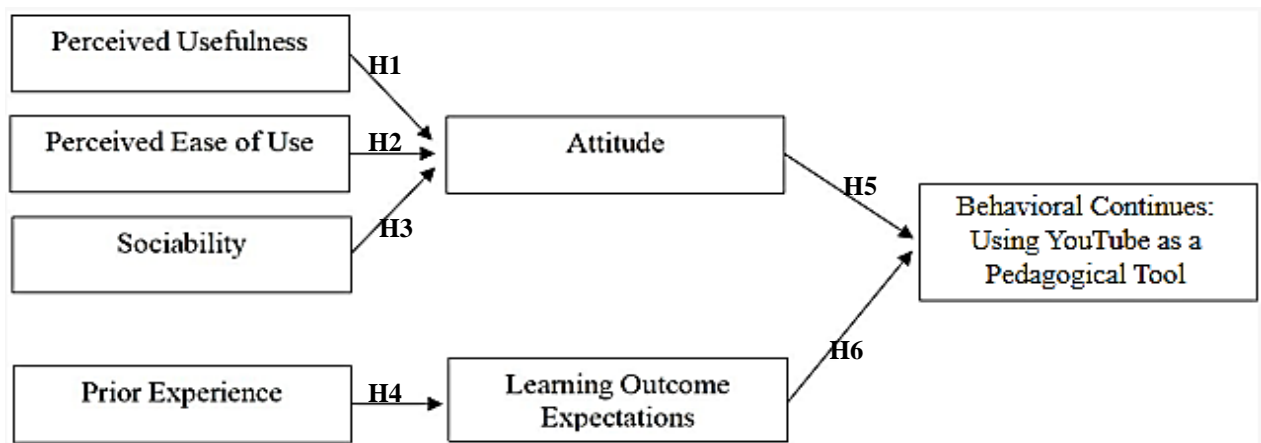 Perceived Usefulness
H1
Perceived Ease of Use
H2
Attitude
Sociability
H3
H5
Behavioral Continues:
Using YouTube as a
Pedagogical Tool
Prior Experience
H4
Learning Outcome
Expectations
H6